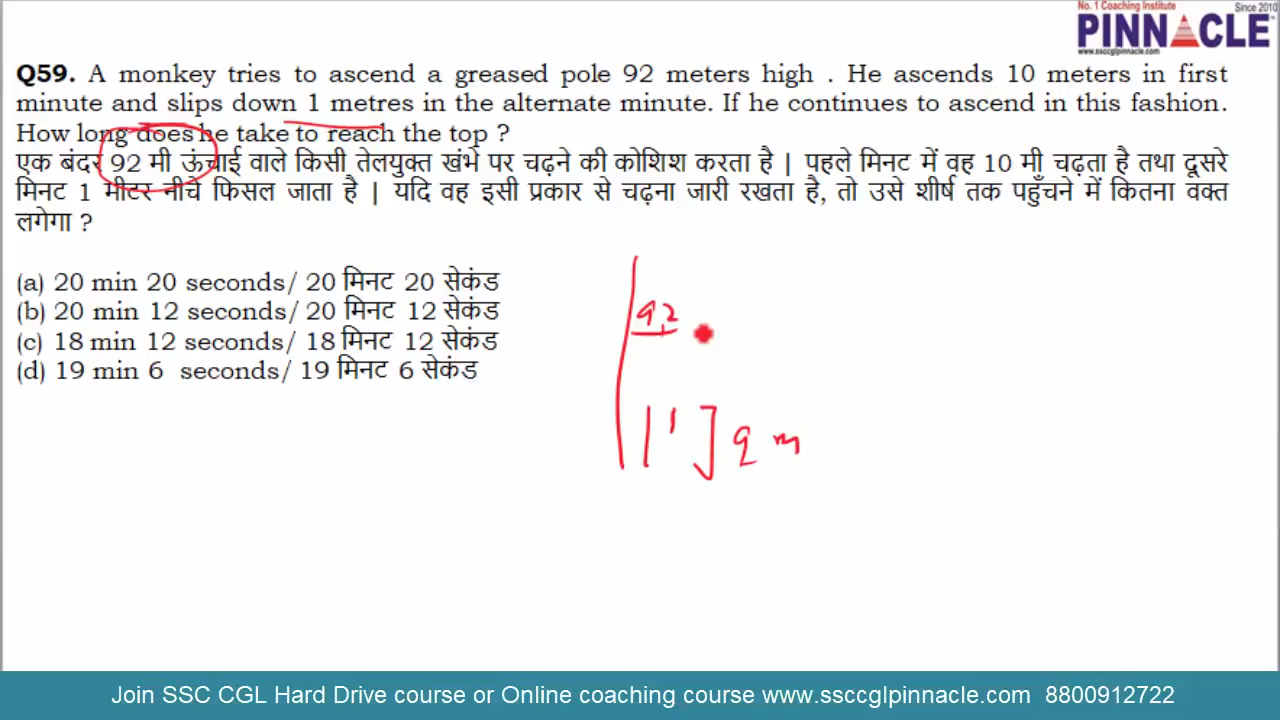 No. 1 Coaching Institute
Since 2010
PINNACLE
www.ssccglpinnacle.com
Q59. A monkey tries to ascend a greased pole 92 meters high . He ascends 10 meters in first
minute and slips down 1 metres in the alternate minute. If he continues to ascend in this fashion.
How long does he take to reach the top ?
एक बंदर 92 मी ऊंचाई वाले किसी तेलयुक्त खंभे पर चढ़ने की कोशिश करता है | पहले मिनट में वह 10 मी चढ़ता है तथा दूसरे
मिनट 1 मीटर नीचे फिसल जाता है | यदि वह इसी प्रकार से चढ़ना जारी रखता है, तो उसे शीर्ष तक पहुँचने में कितना वक्त
लगेगा ?
(a) 20 min 20 seconds/ 20 मिनट 20 सेकंड
(b) 20 min 12 seconds/ 20 मिनट 12 सेकंड
(c) 18 min 12 seconds/ 18 मिनट 12 सेकंड
(d) 19 min 6 seconds/ 19 मिनट 6 सेकंड
92
] 9 m
Join SSC CGL Hard Drive course or Online coaching course www.ssccglpinnacle.com 8800912722